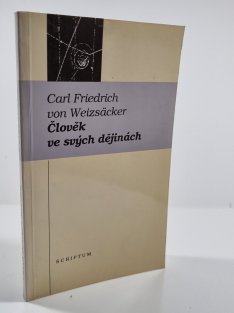 Carl Friedrich
von Weizsäcker
Člověk
ve svých dějinách
SCRIPTUM